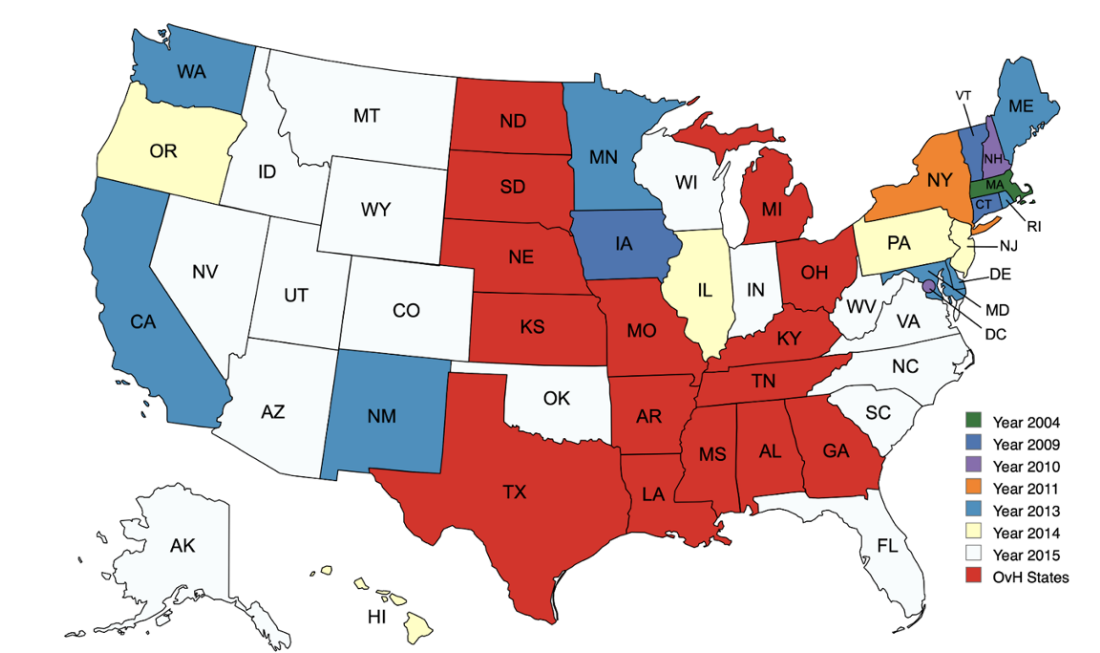 WA
MT
ND
MN
VT
ME
OR
ID
SD
WI
MI
NY
NH
MA
CT
RI
WY
NE
IA
PA
NJ
NV
UT
CO
IL
IN
OH
DE
WV
MD
VA
DC
CA
KS
MO
KY
NC
AZ
NM
OK
TN
AR
SC
MS
AL
GA
TX
LA
AK
FL
HI
Year 2004
Year 2009
Year 2010
Year 2011
Year 2013
Year 2014
Year 2015
OvH States